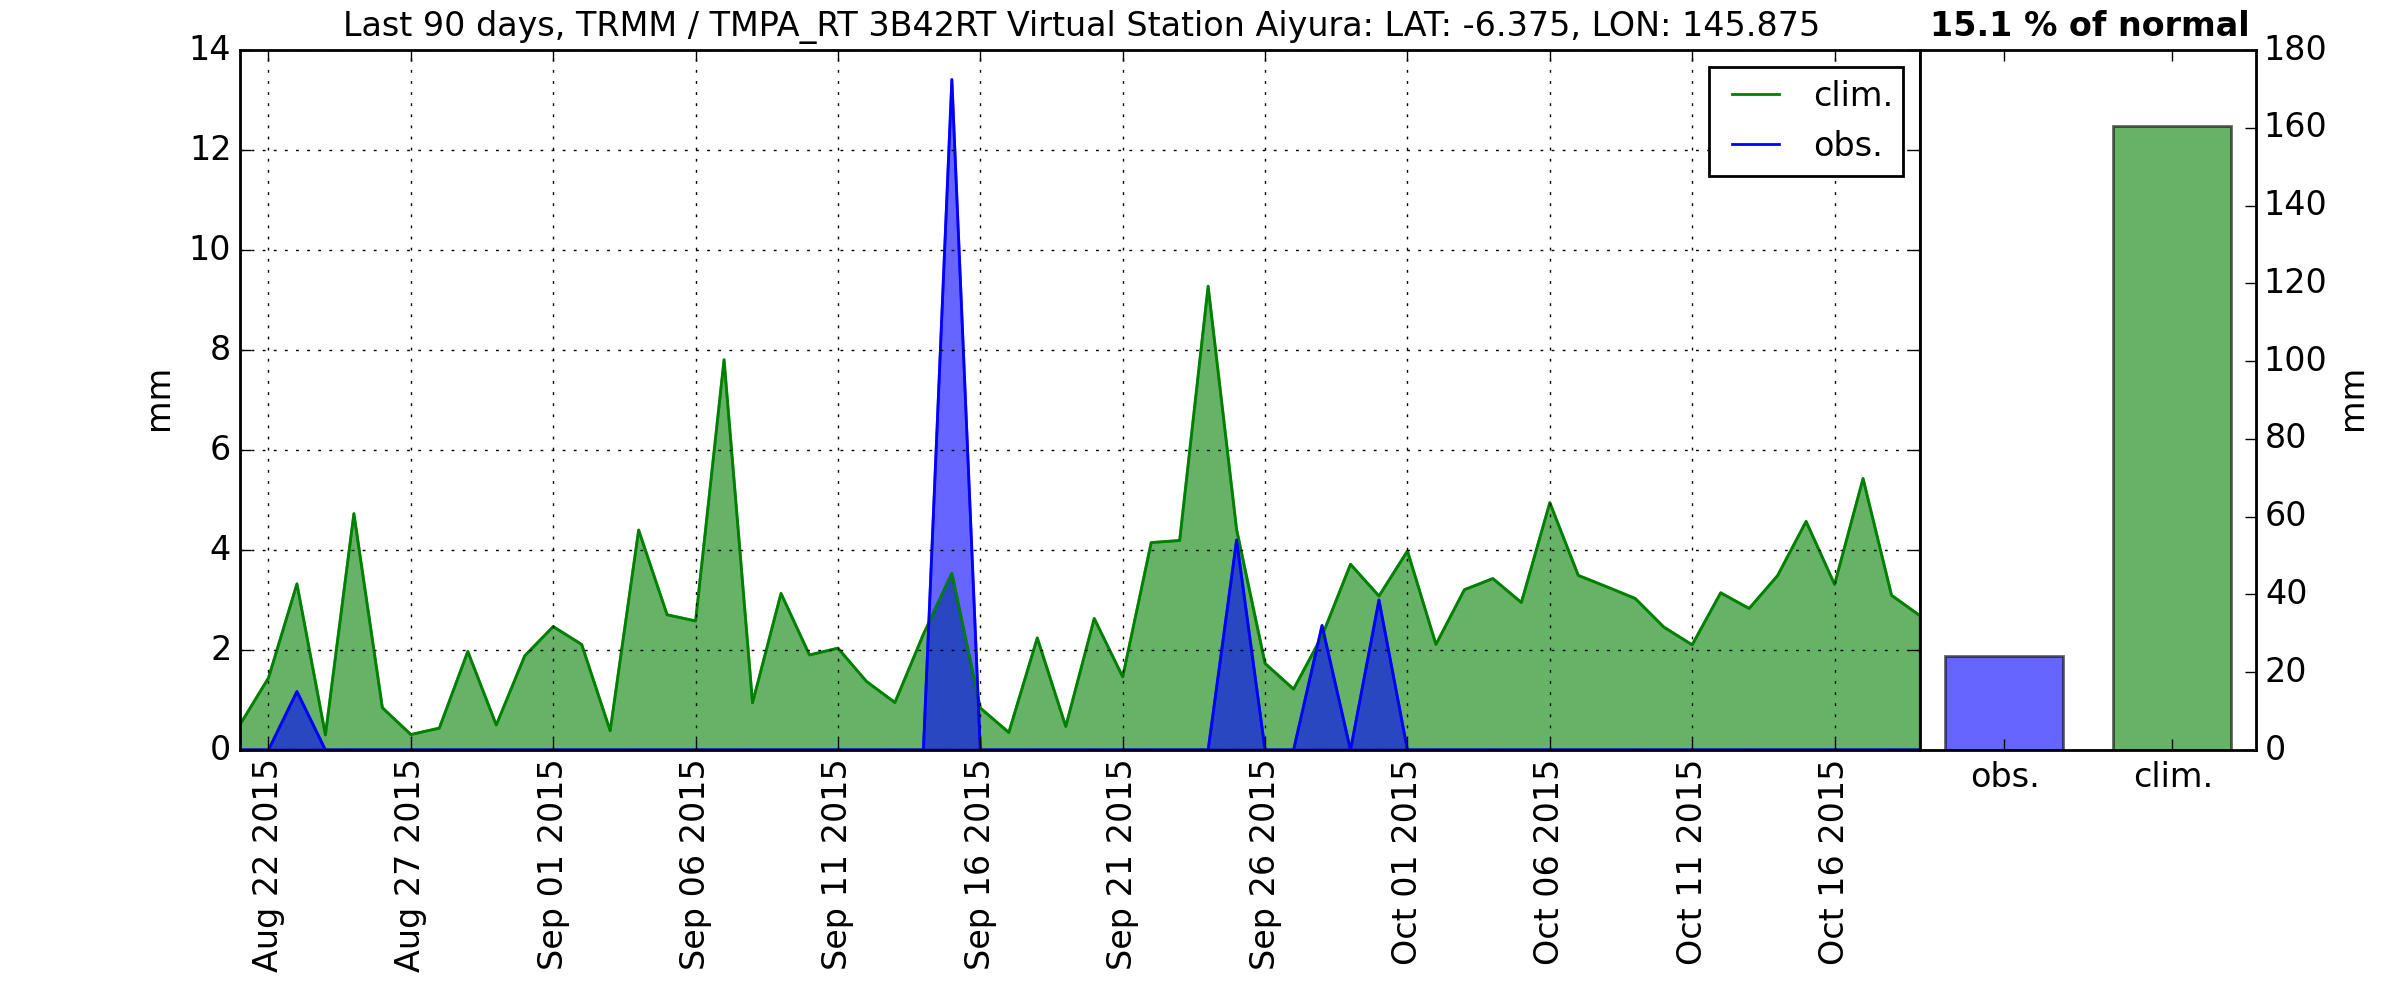 Last 90 days, TRMM / TMPA_RT 3B42RT Virtual Station Aiyura: LAT: -6.375, LON: 145.875
15.1 % of normal
14
12
10
8
6
4
2
0
mm
clim.
obs.
Aug 22 2015
Aug 27 2015
Sep 01 2015
Sep 06 2015
Sep 11 2015
Sep 16 2015
Sep 21 2015
Sep 26 2015
Oct 01 2015
Oct 06 2015
Oct 11 2015
Oct 16 2015
180
160
140
120
100
80
60
40
20
0
mm
obs.
clim.